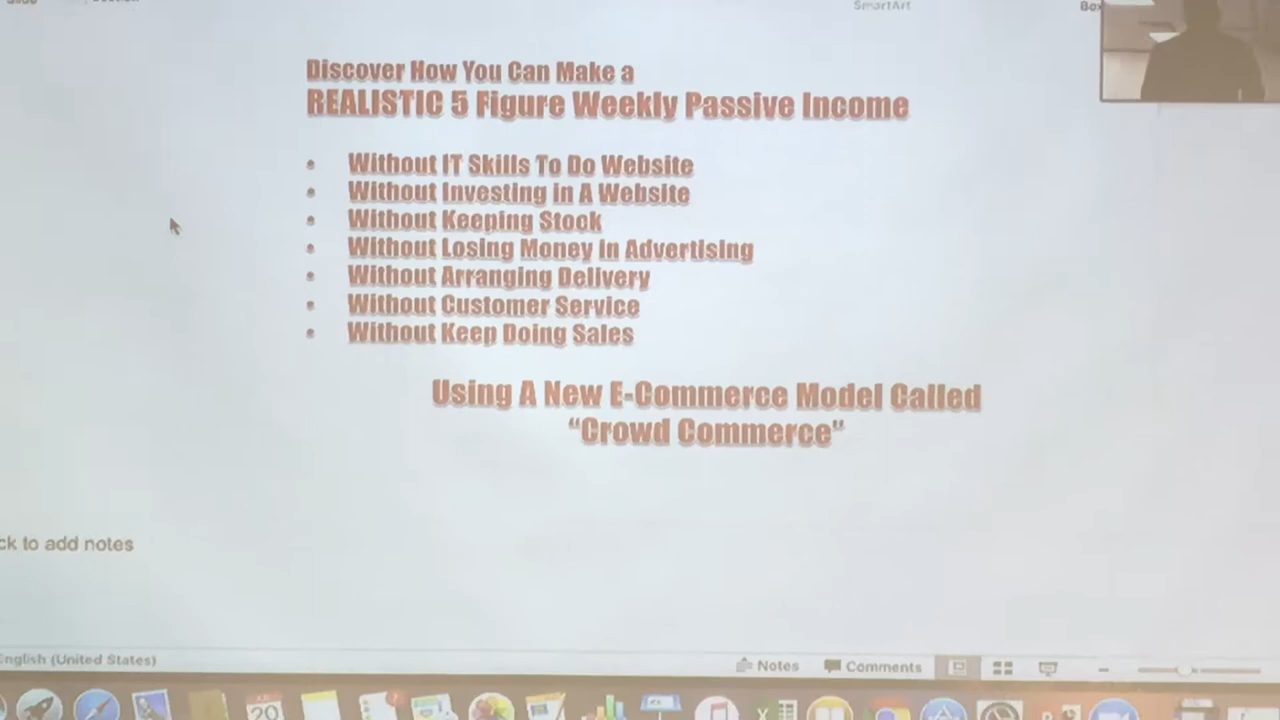 SmartArt
Discover How You Can Make a
REALISTIC 5 Figure Weekly Passive Income
• Without IT Skills To Do Website
• Without Investing in A Website
• Without Keeping Stock
• Without Losing Money in Advertising
• Without Arranging Delivery
• Without Customer Service
• Without Keep Doing Sales
Using A New E-Commerce Model Called
“Crowd Commerce”
ck to add notes
English (United States)
Notes
Comments
20